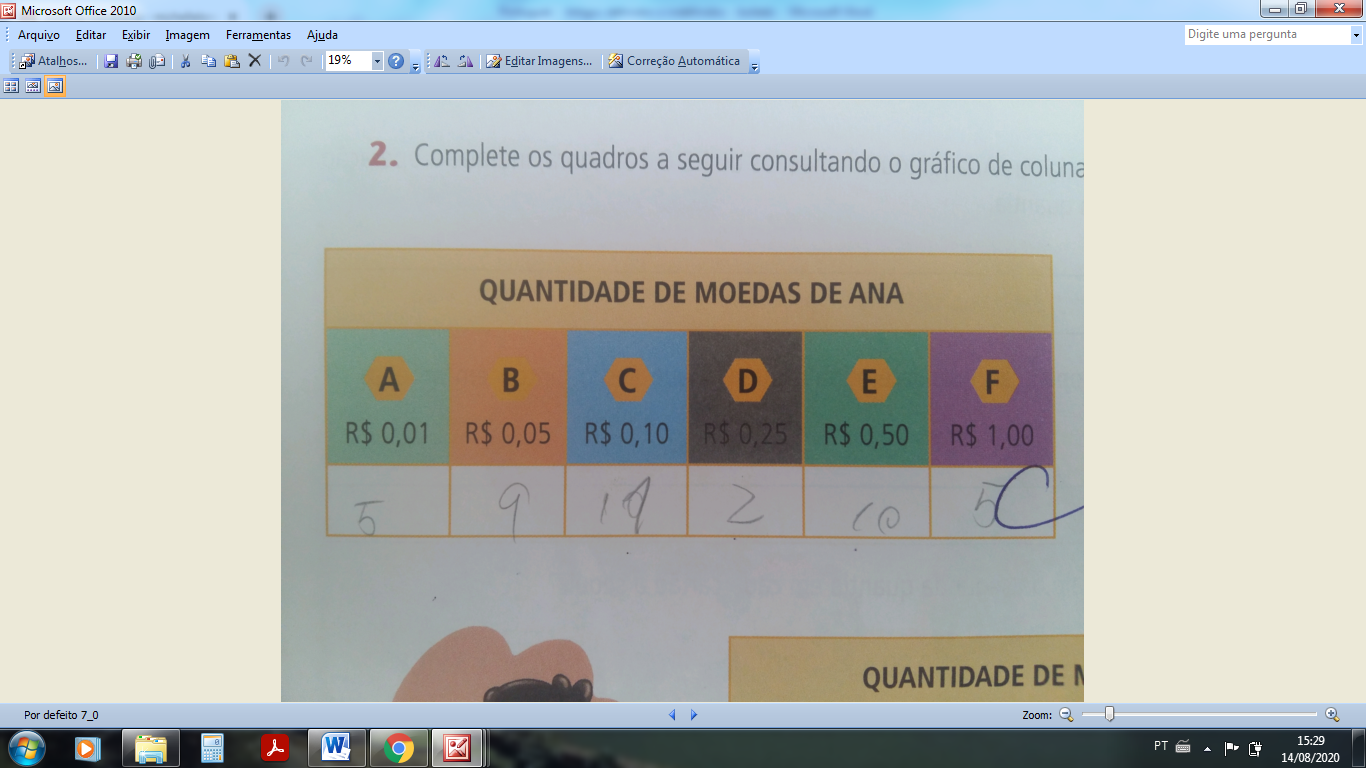 Microsoft Office 2010
Arquivo Editar Exibir Imagem Ferramentas Ajuda
Digite uma pergunta
Atalhos... 19% Editar Imagens... Correção Automática
2. Complete os quadros a seguir consultando o gráfico de coluna
QUANTIDADE DE MOEDAS DE ANA
A B C D E F
R$ 0,01 R$ 0,05 R$ 0,10 R$ 0,25 R$ 0,50 R$ 1,00
5 9 2 10 5
QUANTIDADE DE
Por defeito 7_0
Zoom:
PT
15:29
14/08/2020